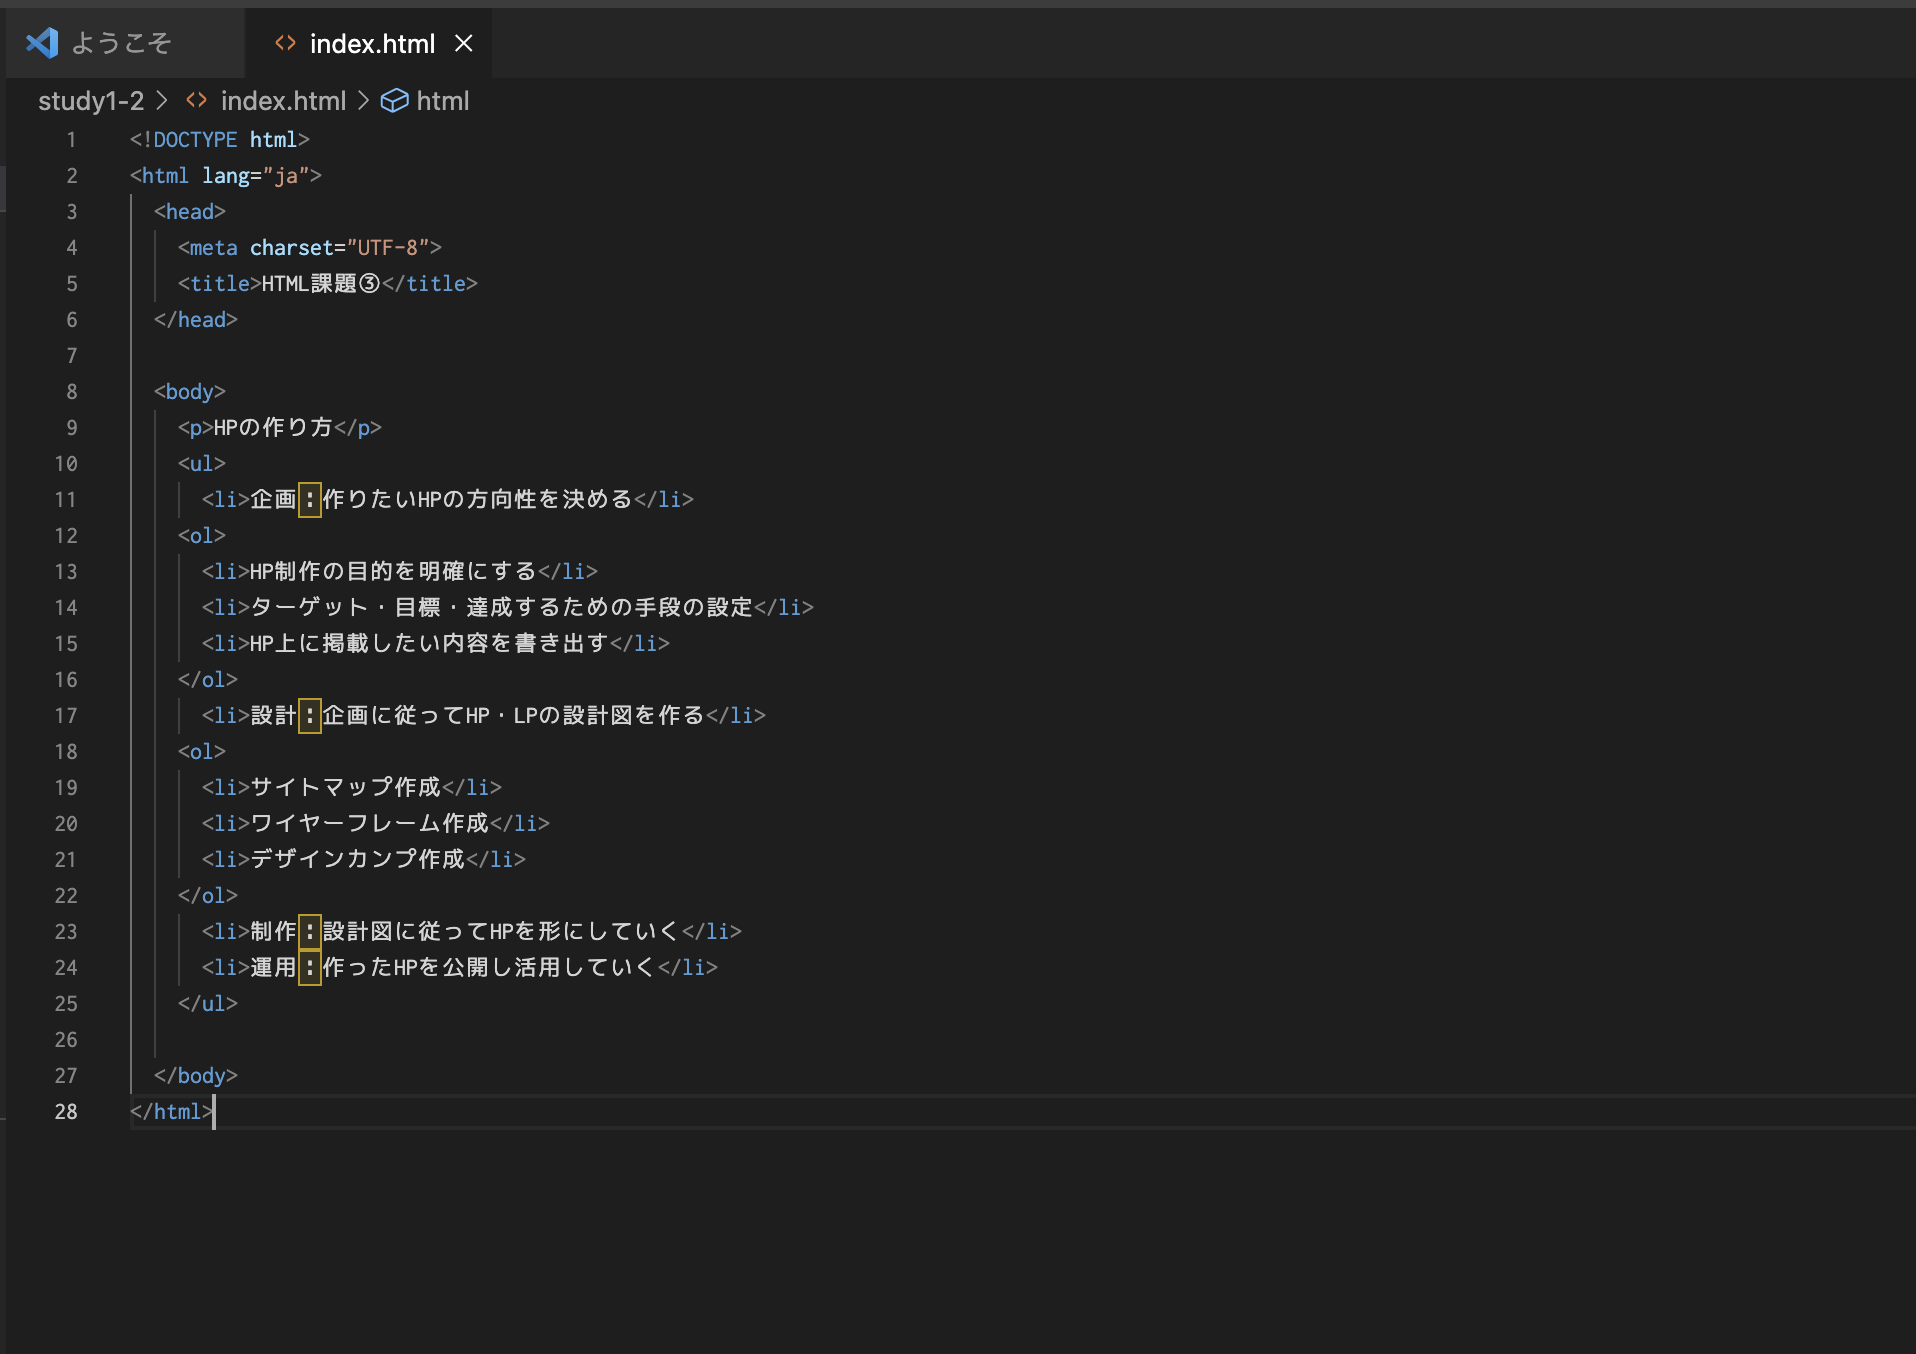 ようこそ
index.html
study1-2 > index.html > html
1 <!DOCTYPE html>
2 <html lang="ja">
3 <head>
4 <meta charset="UTF-8">
5 <title>HTML課題③</title>
6 </head>
7
8 <body>
9 <p>HPの作り方</p>
10 <ul>
11 <li>企画：作りたいHPの方向性を決める</li>
12 <ol>
13 <li>HP制作の目的を明確にする</li>
14 <li>ターゲット・目標・達成するための手段の設定</li>
15 <li>HP上に掲載したい内容を書き出す</li>
16 </ol>
17 <li>設計：企画に従ってHP・LPの設計図を作る</li>
18 <ol>
19 <li>サイトマップ作成</li>
20 <li>ワイヤーフレーム作成</li>
21 <li>デザインカンプ作成</li>
22 </ol>
23 <li>制作：設計図に従ってHPを形にしていく</li>
24 <li>運用：作ったHPを公開し活用していく</li>
25 </ul>
26
27 </body>
28 </html>